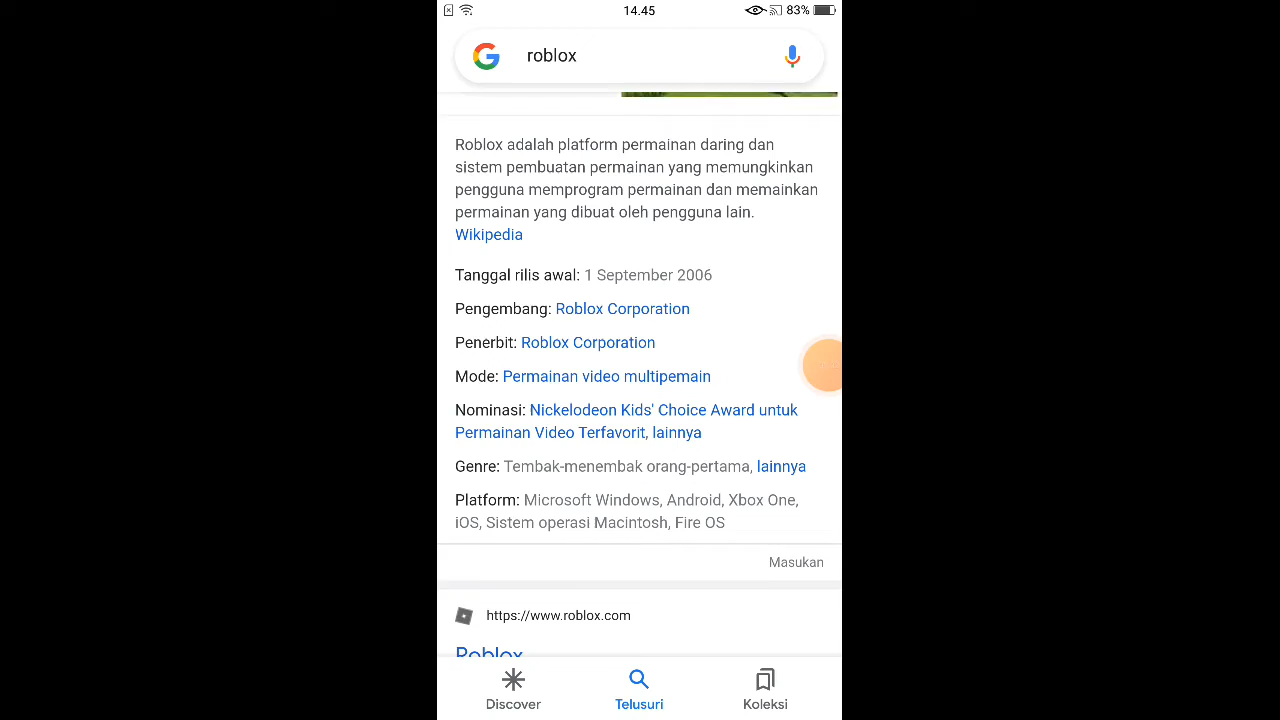 14.45
83%
roblox
Roblox adalah platform permainan daring dan
sistem pembuatan permainan yang memungkinkan
pengguna memprogram permainan dan memainkan
permainan yang dibuat oleh pengguna lain.
Wikipedia
Tanggal rilis awal: 1 September 2006
Pengembang: Roblox Corporation
Penerbit: Roblox Corporation
Mode: Permainan video multipemain
Nominasi: Nickelodeon Kids' Choice Award untuk
Permainan Video Terfavorit, lainnya
Genre: Tembak-menembak orang-pertama, lainnya
Platform: Microsoft Windows, Android, Xbox One,
iOS, Sistem operasi Macintosh, Fire OS
Masukan
https://www.roblox.com
Roblox
Discover
Telusuri
Koleksi